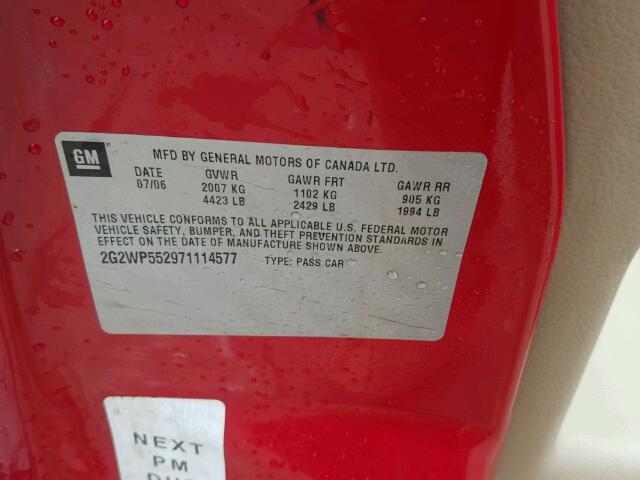 GM
MFD BY GENERAL MOTORS OF CANADA LTD.
DATE GVWR GAWR FRT GAWR RR
07/06 2007 KG 1102 KG 905 KG
4423 LB 2429 LB 1994 LB
THIS VEHICLE CONFORMS TO ALL APPLICABLE U.S. FEDERAL MOTOR
VEHICLE SAFETY, BUMPER, AND THEFT PREVENTION STANDARDS IN
EFFECT ON THE DATE OF MANUFACTURE SHOWN ABOVE.
2G2WP552971114577 TYPE: PASS CAR
NEXT
PM